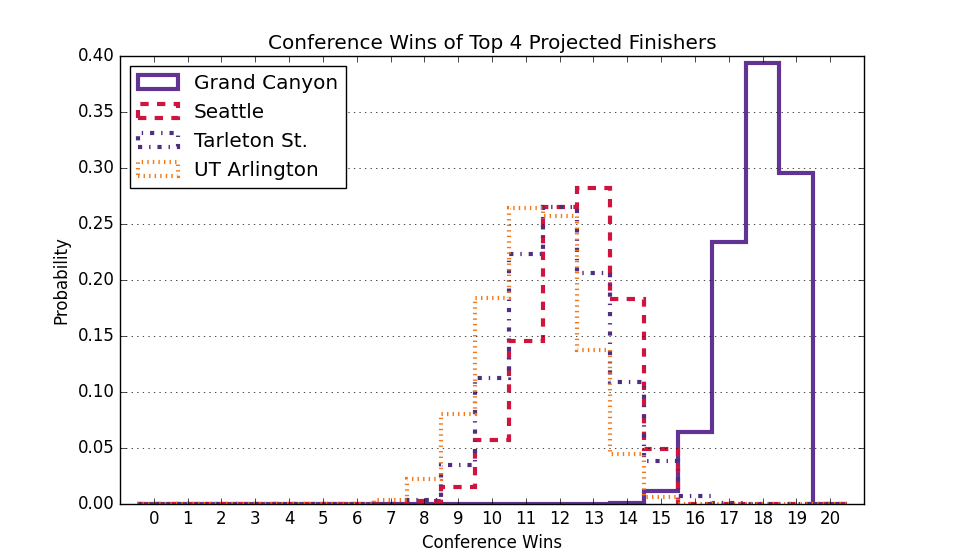 Conference Wins of Top 4 Projected Finishers
Grand Canyon
Seattle
Tarleton St.
UT Arlington
0.40
0.35
0.30
0.25
0.20
0.15
0.10
0.05
0.00
Probability
0 1 2 3 4 5 6 7 8 9 10 11 12 13 14 15 16 17 18 19 20
Conference Wins